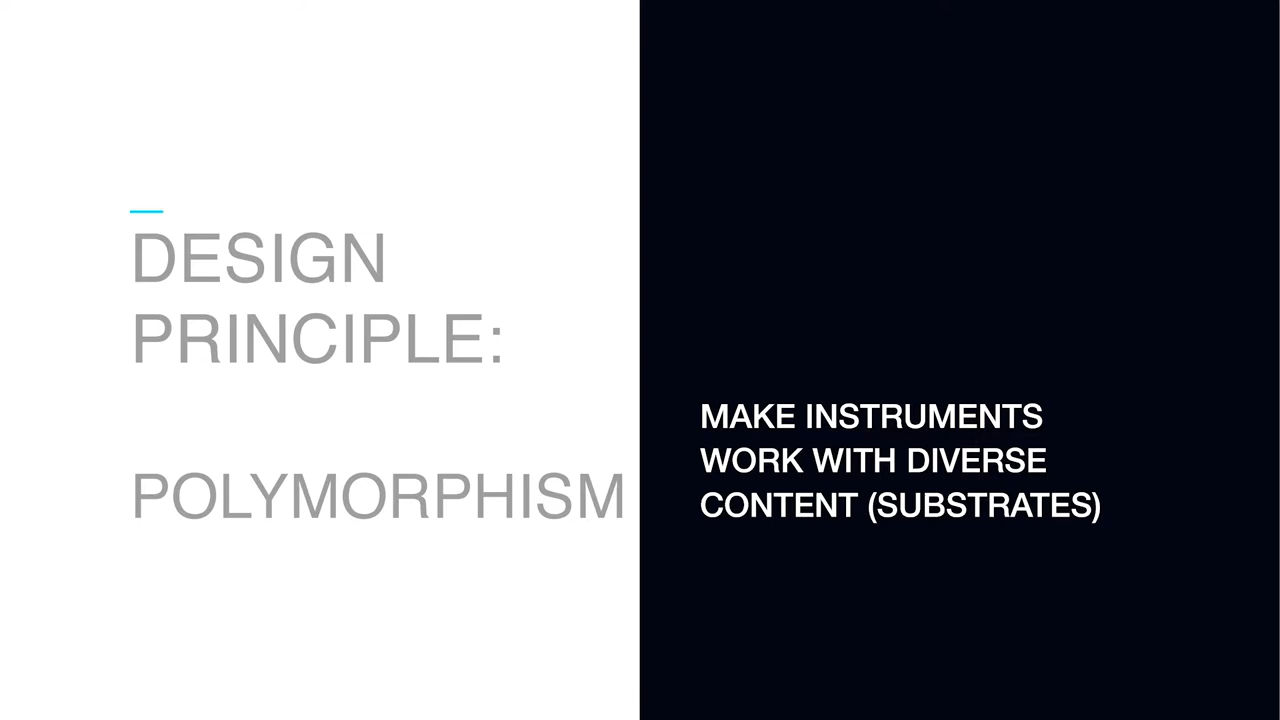 DESIGN
PRINCIPLE:
POLYMORPHISM
MAKE INSTRUMENTS
WORK WITH DIVERSE
CONTENT (SUBSTRATES)